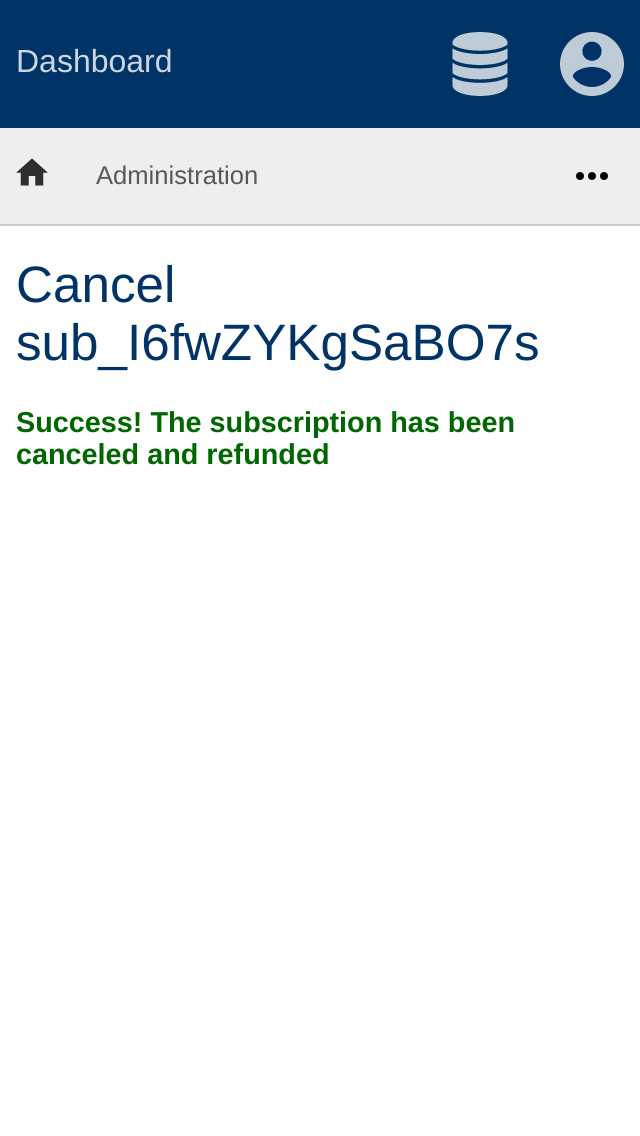 Dashboard
Administration
Cancel
sub_I6fwZYKgSaBO7s
Success! The subscription has been
canceled and refunded